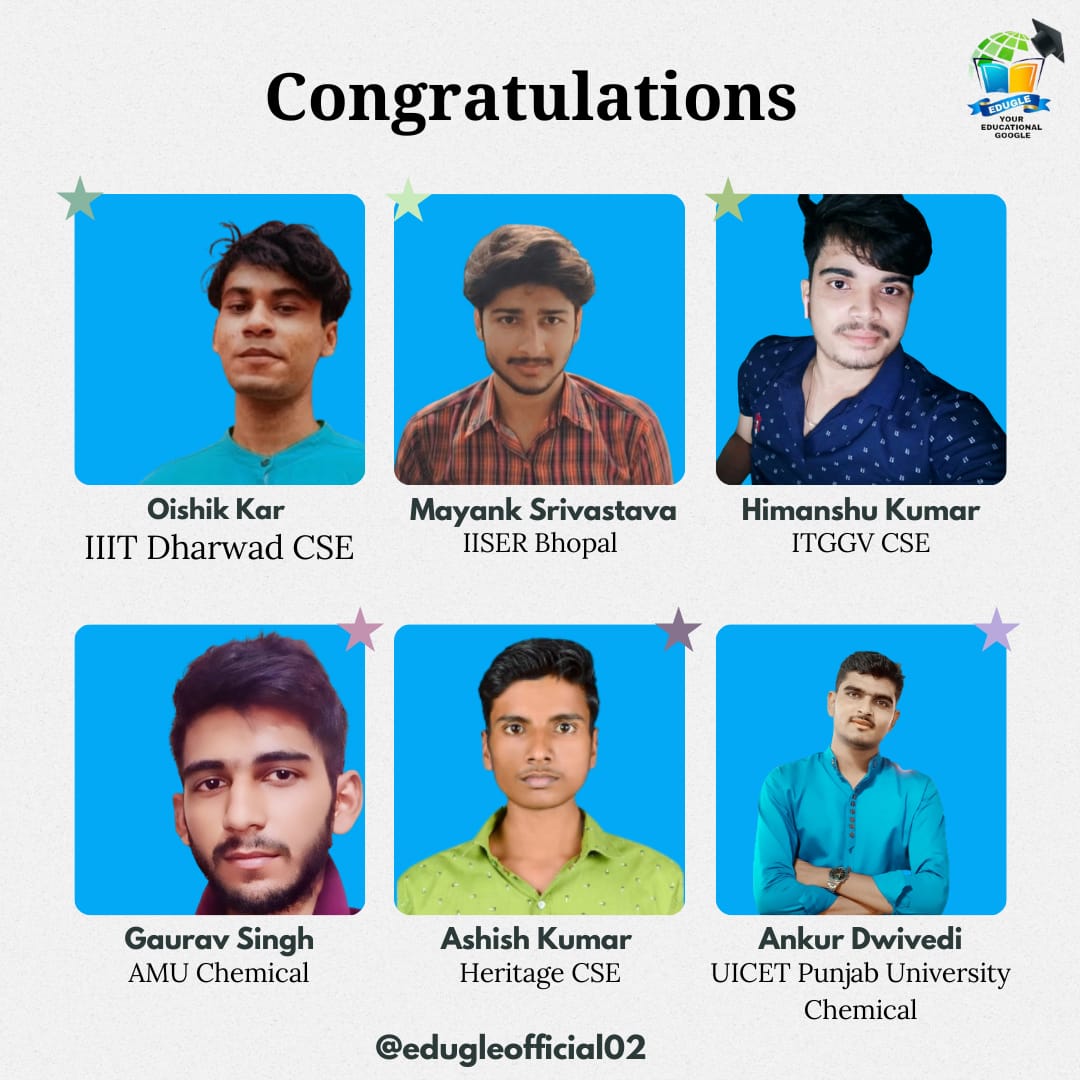 Congratulations
EDUGLE
YOUR
EDUCATIONAL
GOOGLE
Oishik Kar
IIIT Dharwad CSE
Mayank Srivastava
IISER Bhopal
Himanshu Kumar
ITGGV CSE
Gaurav Singh
AMU Chemical
Ashish Kumar
Heritage CSE
Ankur Dwivedi
UICET Punjab University
Chemical
@edugleofficial02